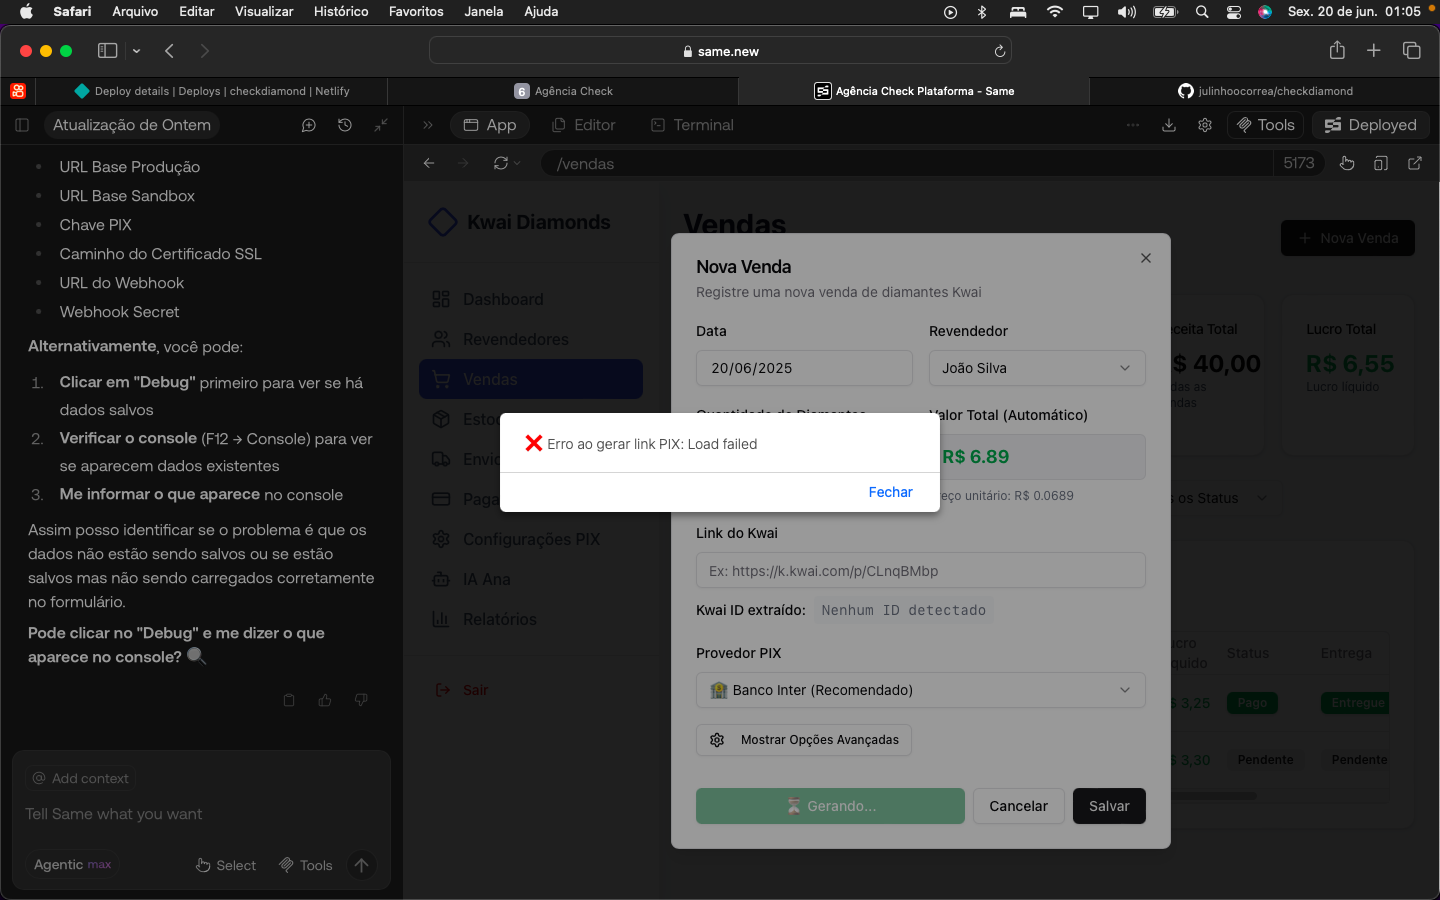 Safari Arquivo Editar Visualizar Histórico Favoritos Janela Ajuda
Sex. 20 de jun. 01:05
same.new
Deploy details | Deploys | checkdiamond | Netlify
6 Agência Check
Agência Check Plataforma - Same
julinhoocorrea/checkdiamond
Atualização de Ontem
App Editor Terminal
Tools
Deployed
/vendas
5173
URL Base Produção
URL Base Sandbox
Chave PIX
Caminho do Certificado SSL
URL do Webhook
Webhook Secret
Alternativamente, você pode:
1. Clicar em "Debug" primeiro para ver se há
dados salvos
2. Verificar o console (F12 → Console) para ver
se aparecem dados existentes
3. Me informar o que aparece no console
Assim posso identificar se o problema é que os
dados não estão sendo salvos ou se estão
salvos mas não sendo carregados corretamente
no formulário.
Pode clicar no "Debug" e me dizer o que
aparece no console? 🔍
@ Add context
Tell Same what you want
Agentic max
Select
Tools
Kwai Diamonds
Dashboard
Revendedores
Vendas
Configurações PIX
IA Ana
Relatórios
Sair
Vendas
+ Nova Venda
Total
Lucro Total
40,00
R$ 6,55
Lucro líquido
das as
ndas
os Status
Status
Entrega
3,25
Pago
Entregue
3,30
Pendente
Pendente
Nova Venda
Registre uma nova venda de diamantes Kwai
Data
Revendedor
20/06/2025
João Silva
Quantidade de Diamantes
Valor Total (Automático)
R$ 6.89
reço unitário: R$ 0.0689
Link do Kwai
Ex: https://k.kwai.com/p/CLnqBMbp
Kwai ID extraído: Nenhum ID detectado
Provedor PIX
🏦 Banco Inter (Recomendado)
Mostrar Opções Avançadas
⏳ Gerando...
Cancelar
Salvar
❌ Erro ao gerar link PIX: Load failed
Fechar